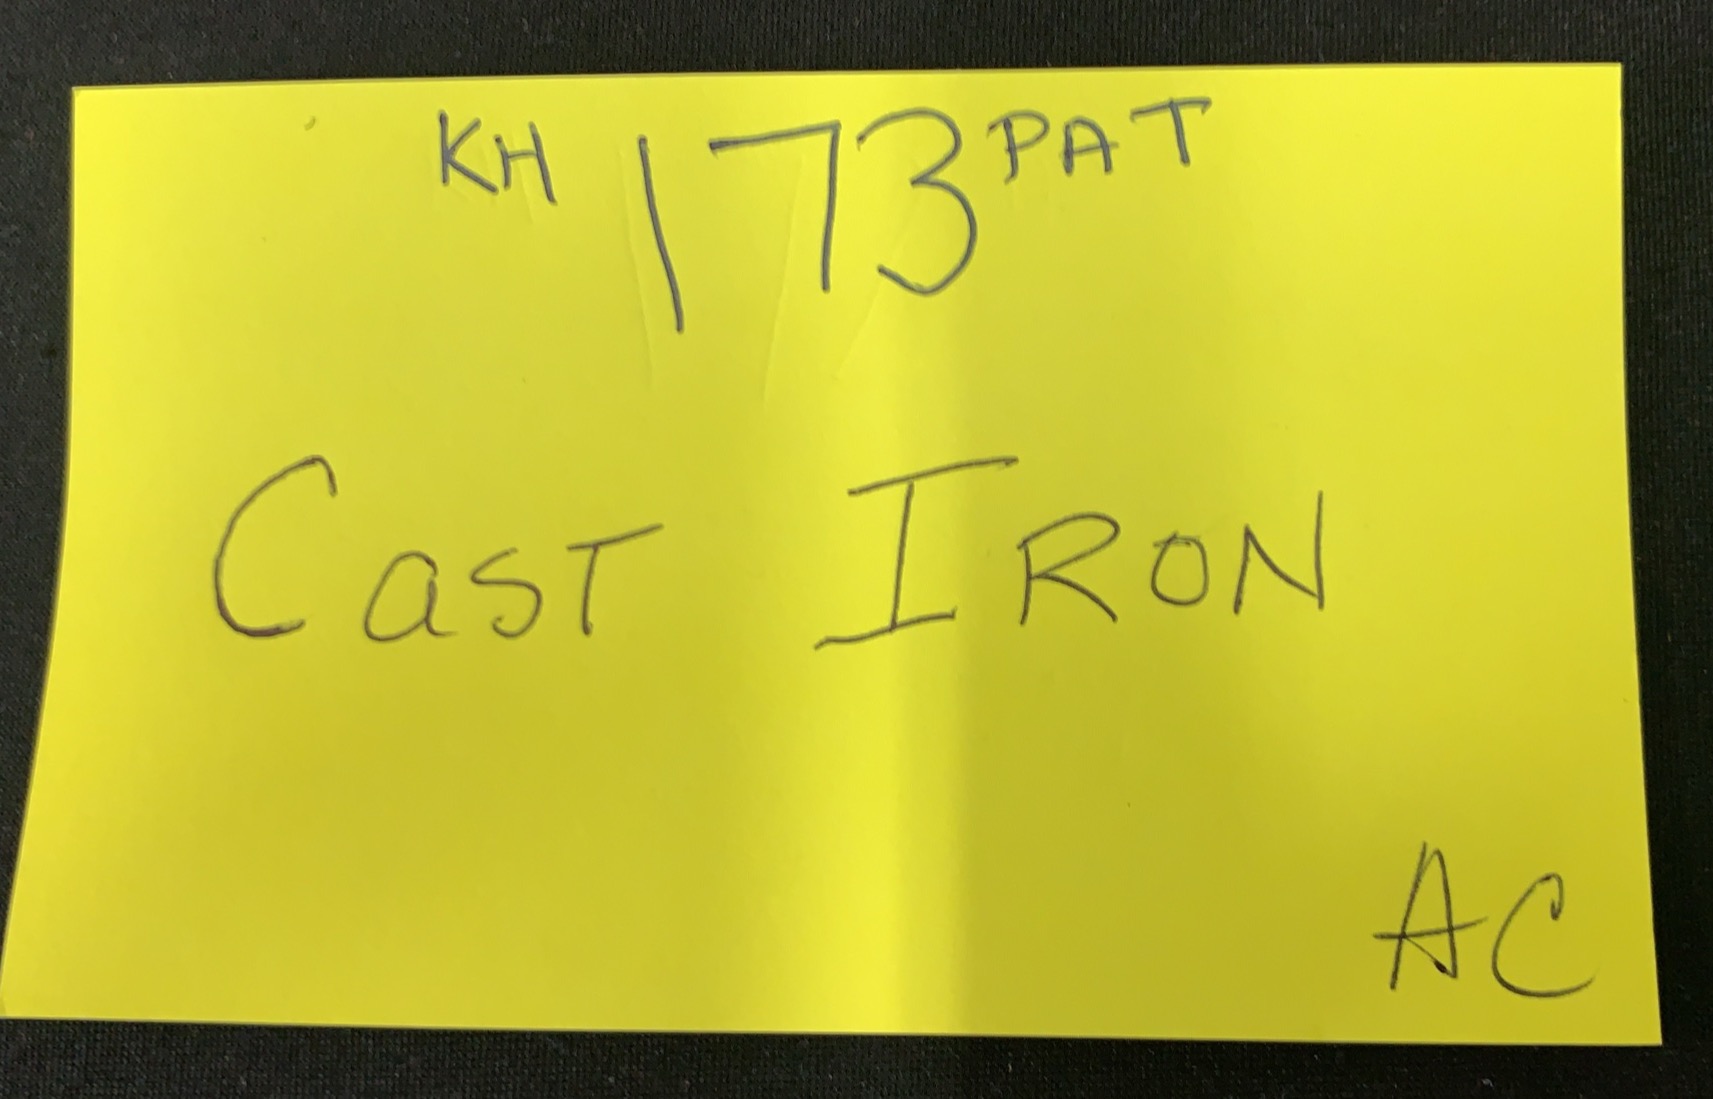 KH 173 PAT
Cast Iron
AC